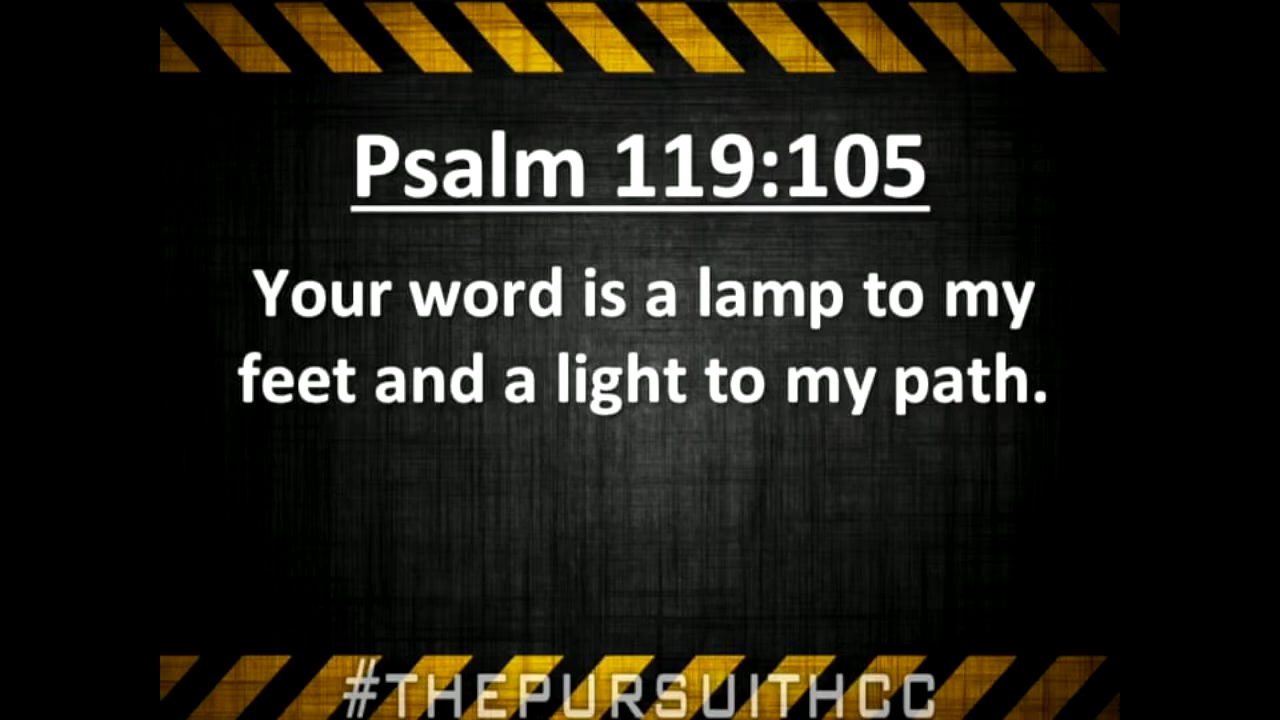 Psalm 119:105
Your word is a lamp to my
feet and a light to my path.
#THEPURSUITHCC